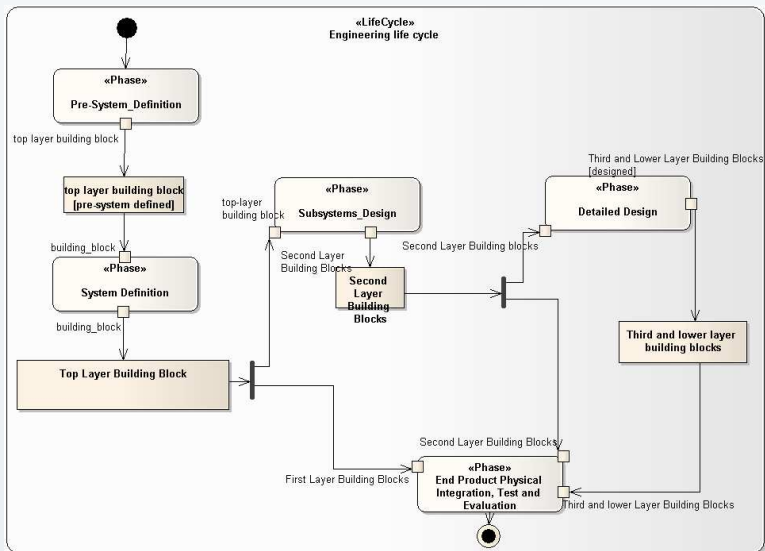 «LifeCycle»
Engineering life cycle
«Phase»
Pre-System_Definition
top layer building block
top layer building block
[pre-system defined]
building_block
«Phase»
System Definition
building_block
Top Layer Building Block
top-layer
building block
«Phase»
Subsystems_Design
Second Layer
Building Blocks
Second
Layer
Building
Blocks
Second Layer Building blocks
Third and Lower Layer Building Blocks
[designed]
«Phase»
Detailed Design
Third and lower layer
building blocks
First Layer Building Blocks
Second Layer Building Blocks
«Phase»
End Product Physical
Integration, Test and
Evaluation
Third and lower Layer Building Blocks